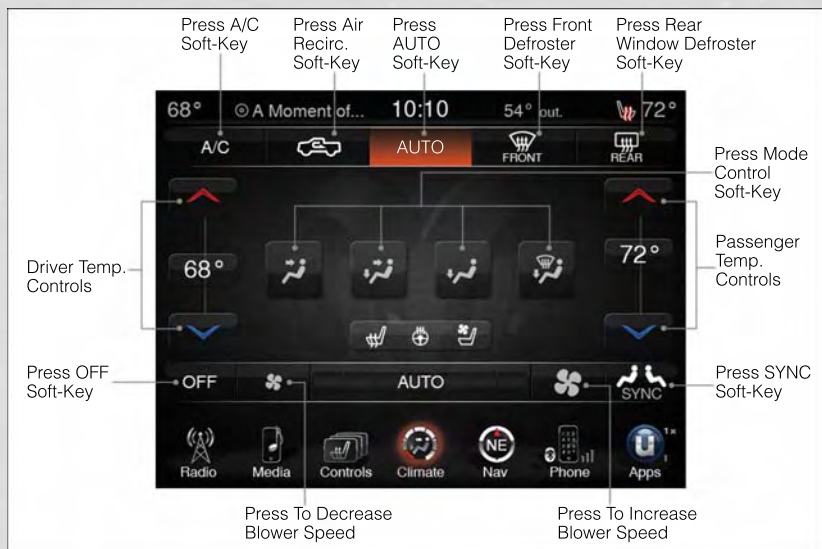 Press A/C
Soft-Key
Press Air
Recirc.
Soft-Key
Press
AUTO
Soft-Key
Press Front
Defroster
Soft-Key
Press Rear
Window Defroster
Soft-Key
68° A Moment of... 10:10 54° out. 72°
A/C AUTO FRONT REAR
Press Mode
Control
Soft-Key
Driver Temp.
Controls
68°
72°
Passenger
Temp.
Controls
Press OFF
Soft-Key
OFF AUTO SYNC
Press SYNC
Soft-Key
NE
u 1x
Radio Media Controls Climate Nav Phone Apps
Press To Decrease
Blower Speed
Press To Increase
Blower Speed